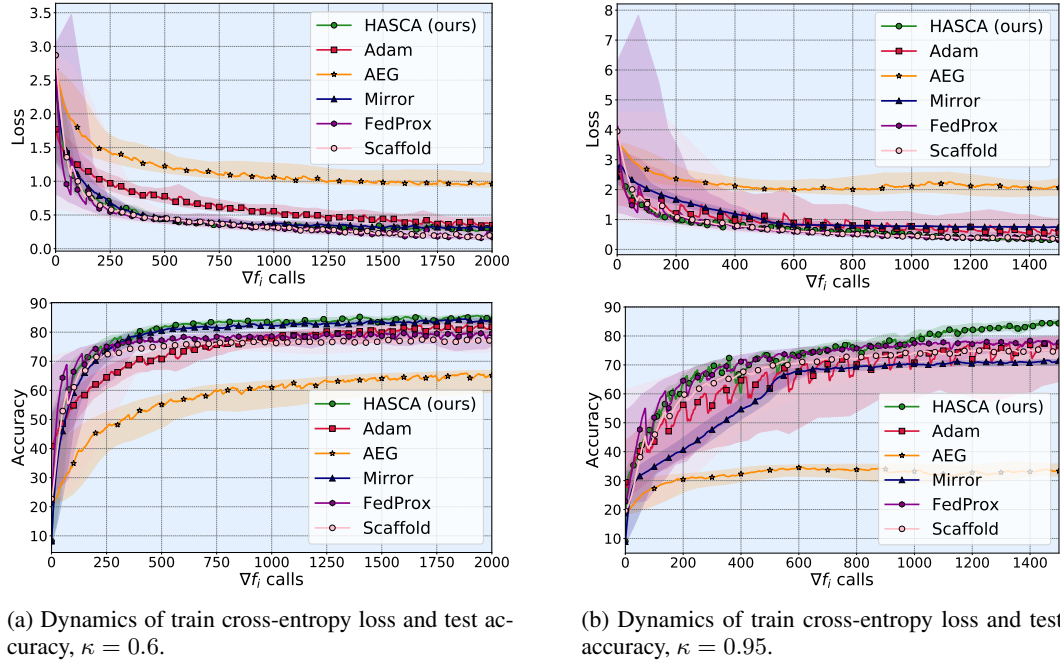 3.5
3.0
2.5
2.0
1.5
1.0
0.5
0.0
Loss
HASCA (ours)
Adam
AEG
Mirror
FedProx
Scaffold
0 250 500 750 1000 1250 1500 1750 2000
∇f_i calls
8
7
6
5
4
3
2
1
0
Loss
HASCA (ours)
Adam
AEG
Mirror
FedProx
Scaffold
0 200 400 600 800 1000 1200 1400
∇f_i calls
90
80
70
60
50
40
30
20
10
Accuracy
HASCA (ours)
Adam
AEG
Mirror
FedProx
Scaffold
0 250 500 750 1000 1250 1500 1750 2000
∇f_i calls
90
80
70
60
50
40
30
20
10
Accuracy
HASCA (ours)
Adam
AEG
Mirror
FedProx
Scaffold
0 200 400 600 800 1000 1200 1400
∇f_i calls
(a) Dynamics of train cross-entropy loss and test ac-
curacy, κ = 0.6.
(b) Dynamics of train cross-entropy loss and test
accuracy, κ = 0.95.